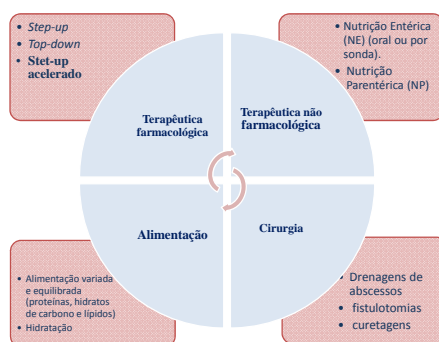 • Step-up
• Top-down
• Stet-up
acelerado
• Nutrição Entérica
(NE) (oral ou por
sonda).
• Nutrição
Parentérica (NP)
Terapêutica
farmacológica
Terapêutica não
farmacológica
Alimentação
Cirurgia
• Alimentação variada
e equilibrada
(proteínas, hidratos
de carbono e lípidos)
• Hidratação
• Drenagens de
abscessos
• fistulotomias
• curetagens